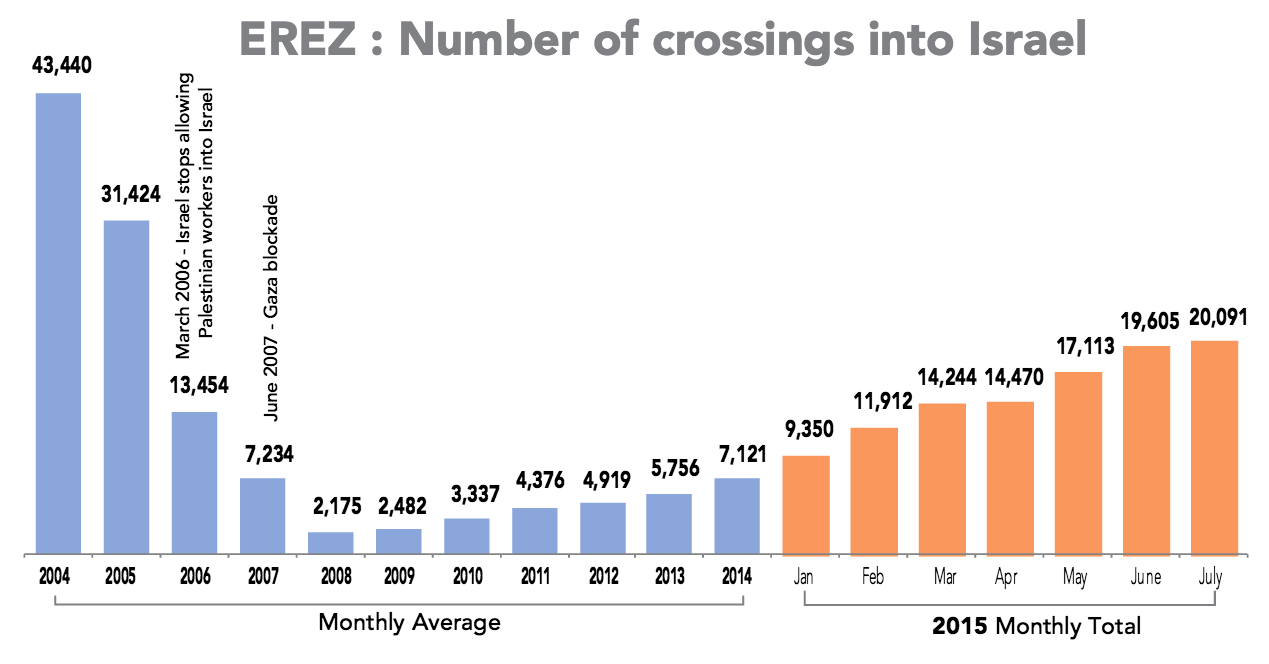 EREZ : Number of crossings into Israel
43,440
31,424
March 2006 - Israel stops allowing
Palestinian workers into Israel
13,454
June 2007 - Gaza blockade
7,234
2,175
2,482
3,337
4,376
4,919
5,756
7,121
9,350
11,912
14,244
14,470
17,113
19,605
20,091
2004
2005
2006
2007
2008
2009
2010
2011
2012
2013
2014
Jan
Feb
Mar
Apr
May
June
July
Monthly Average
2015 Monthly Total